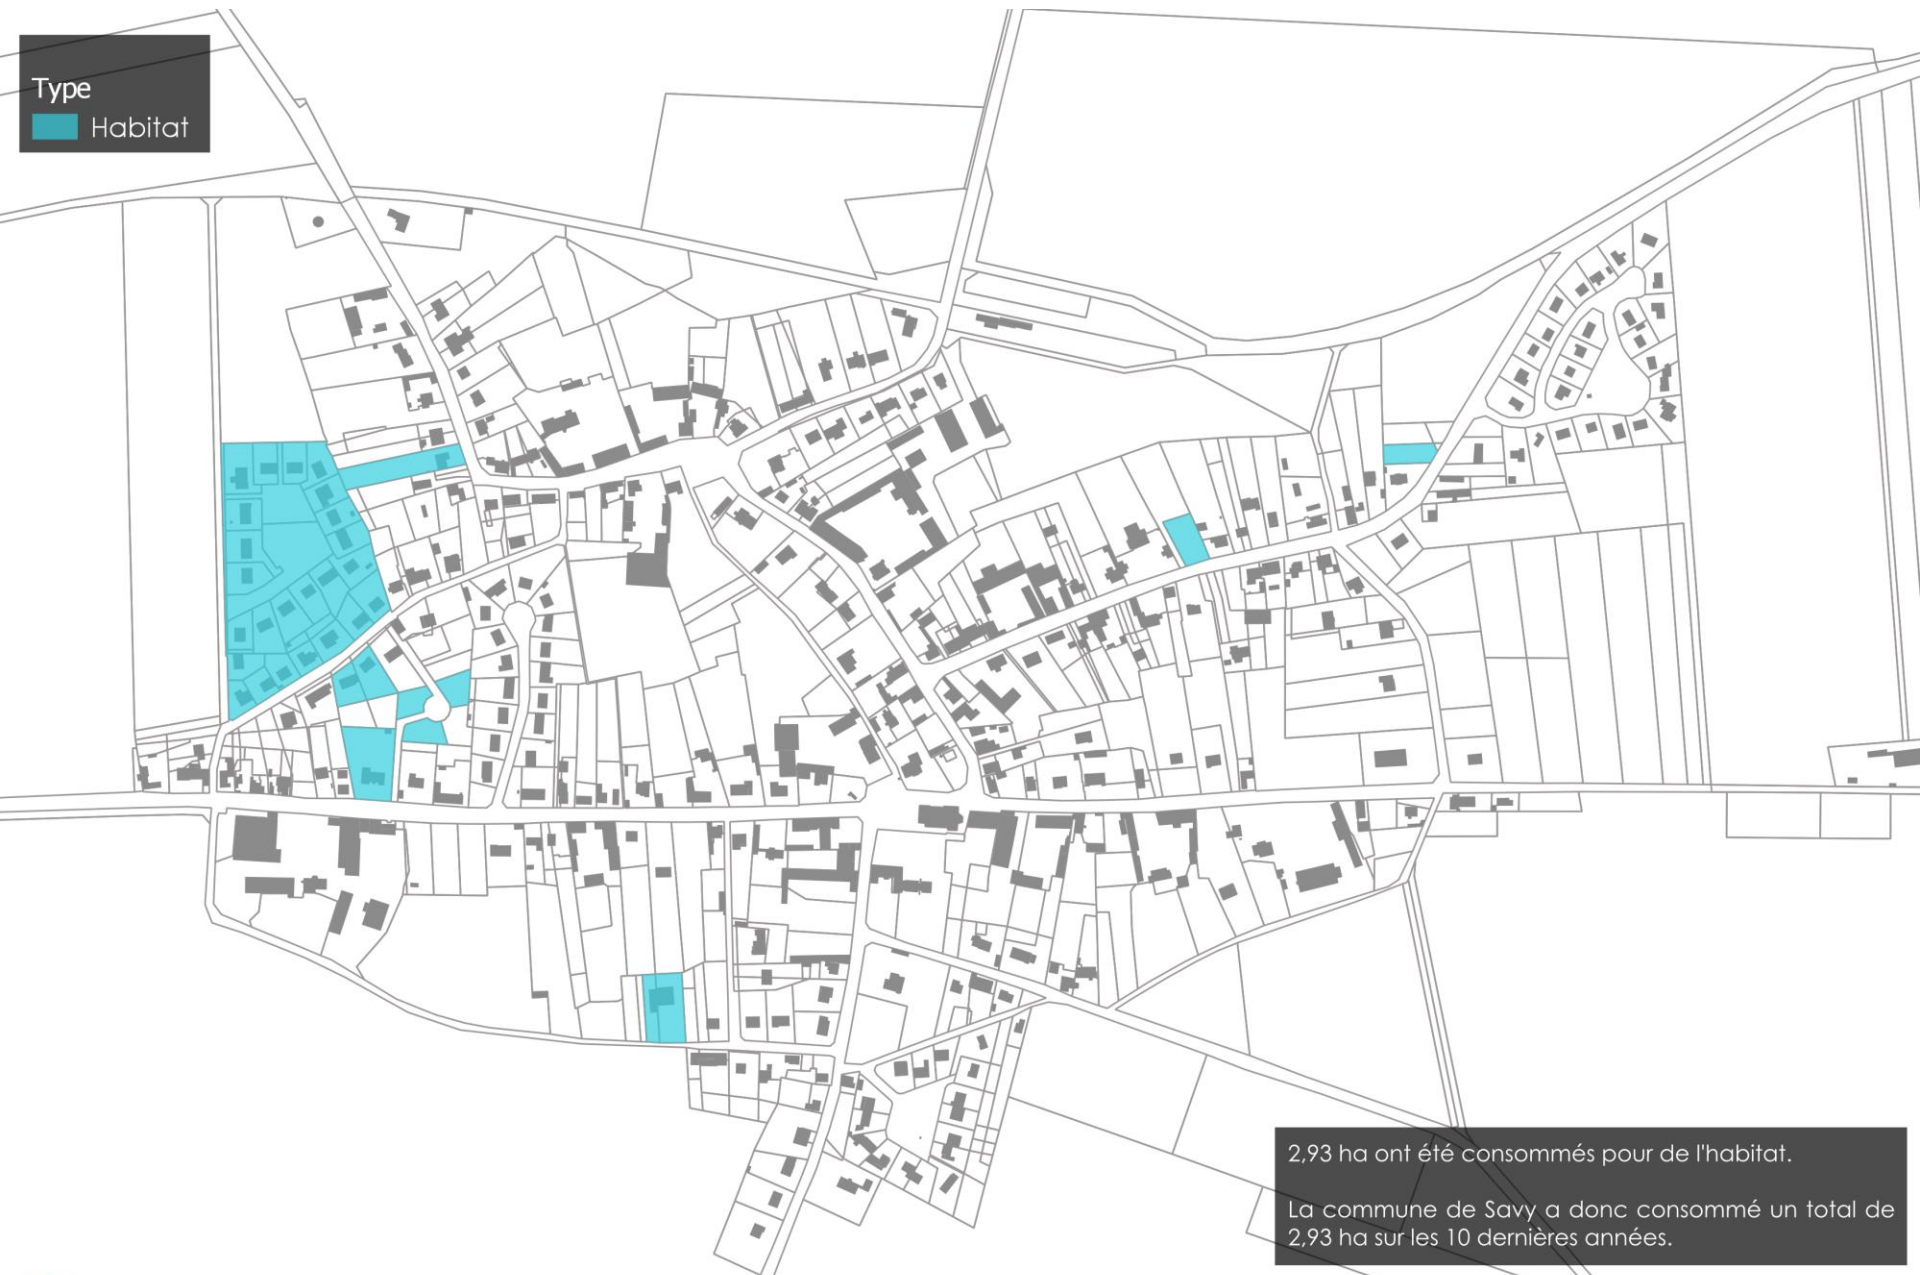 Type
Habitat
2,93 ha ont été consommés pour de l'habitat.
La commune de Savy a donc consommé un total de
2,93 ha sur les 10 dernières années.